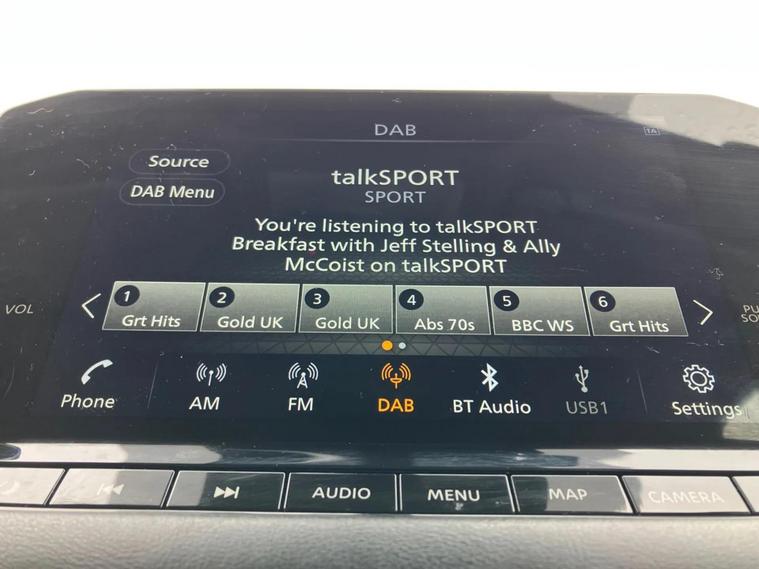 DAB
Source
DAB Menu
talkSPORT
SPORT
You're listening to talkSPORT
Breakfast with Jeff Stelling & Ally
McCoist on talkSPORT
VOL
1 Grt Hits
2 Gold UK
3 Gold UK
4 Abs 70s
5 BBC WS
6 Grt Hits
Phone
AM
FM
DAB
BT Audio
USB1
Settings
AUDIO
MENU
MAP
CAMERA